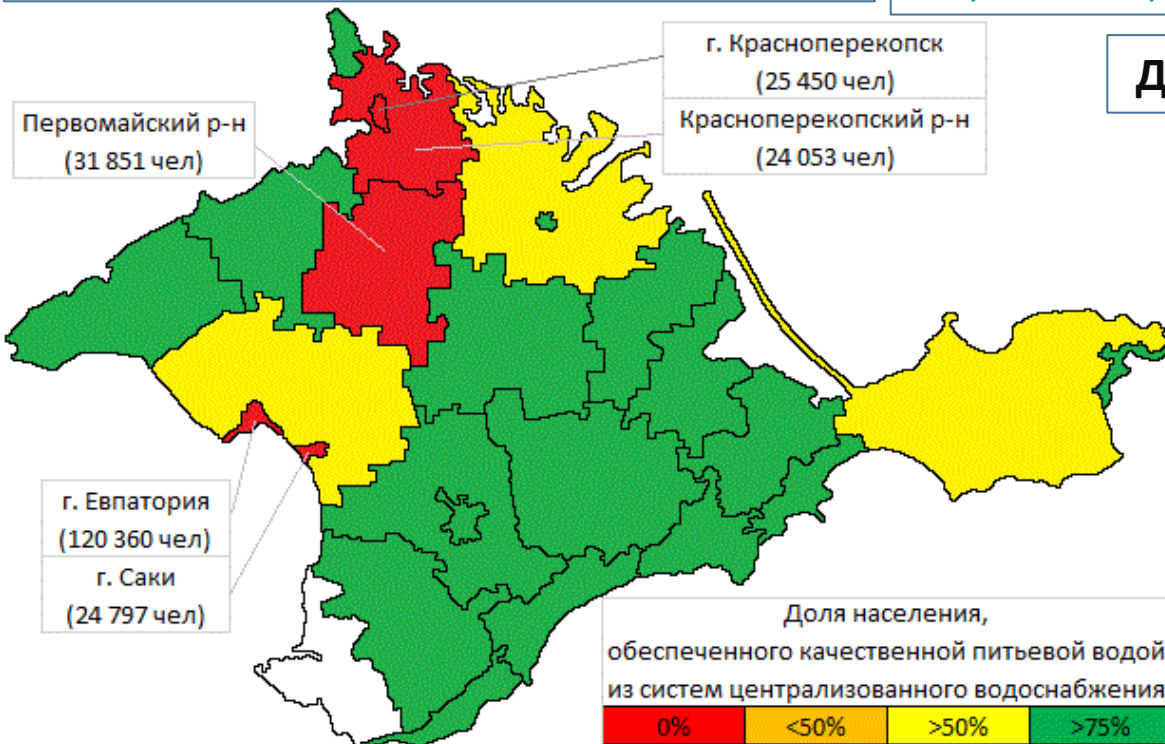 г. Красноперекопск
(25 450 чел)
Красноперекопский р-н
(24 053 чел)
Д
Первомайский р-н
(31 851 чел)
г. Евпатория
(120 360 чел)
г. Саки
(24 797 чел)
Доля населения,
обеспеченного качественной питьевой водой
из систем централизованного водоснабжения
0% <50% >50% >75%